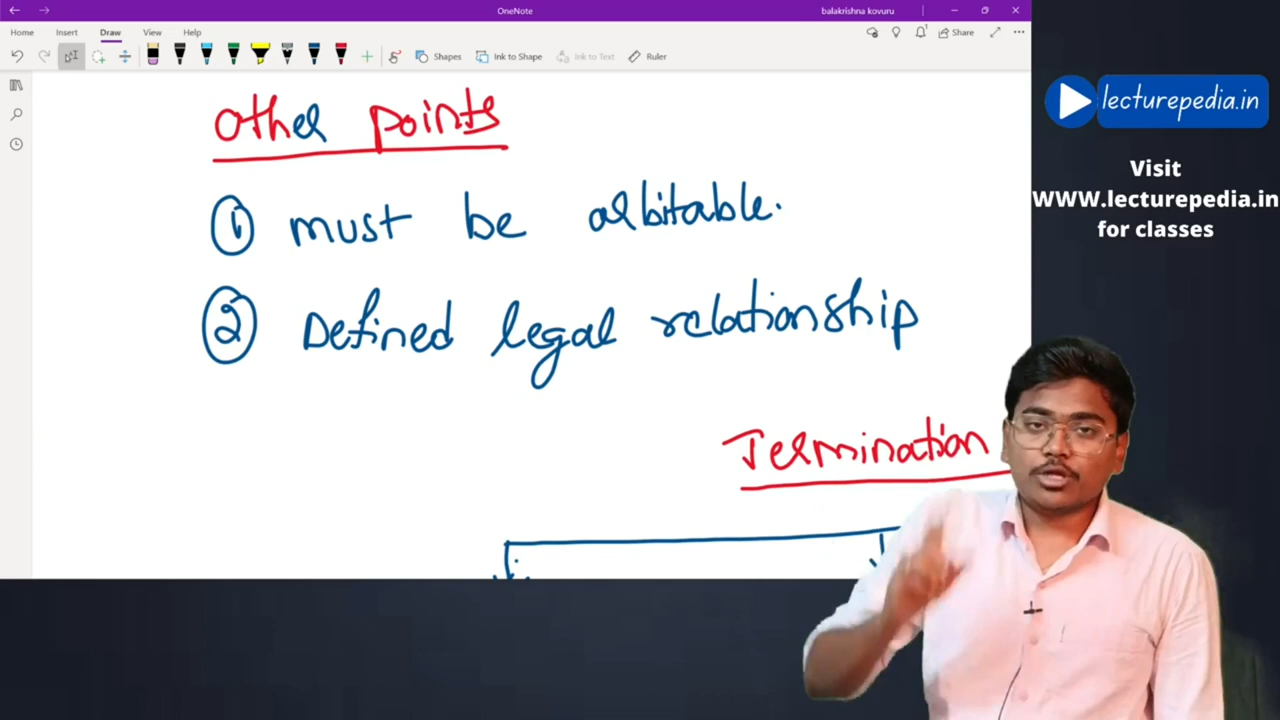 OneNote
balakrishna kovuru
Home Insert Draw View Help
Share
Shapes Ink to Shape Ink to Text Ruler
Other points
① must be arbitable.
② Defined legal relationship
Termination
lecturepedia.in
Visit
WWW.lecturepedia.in
for classes